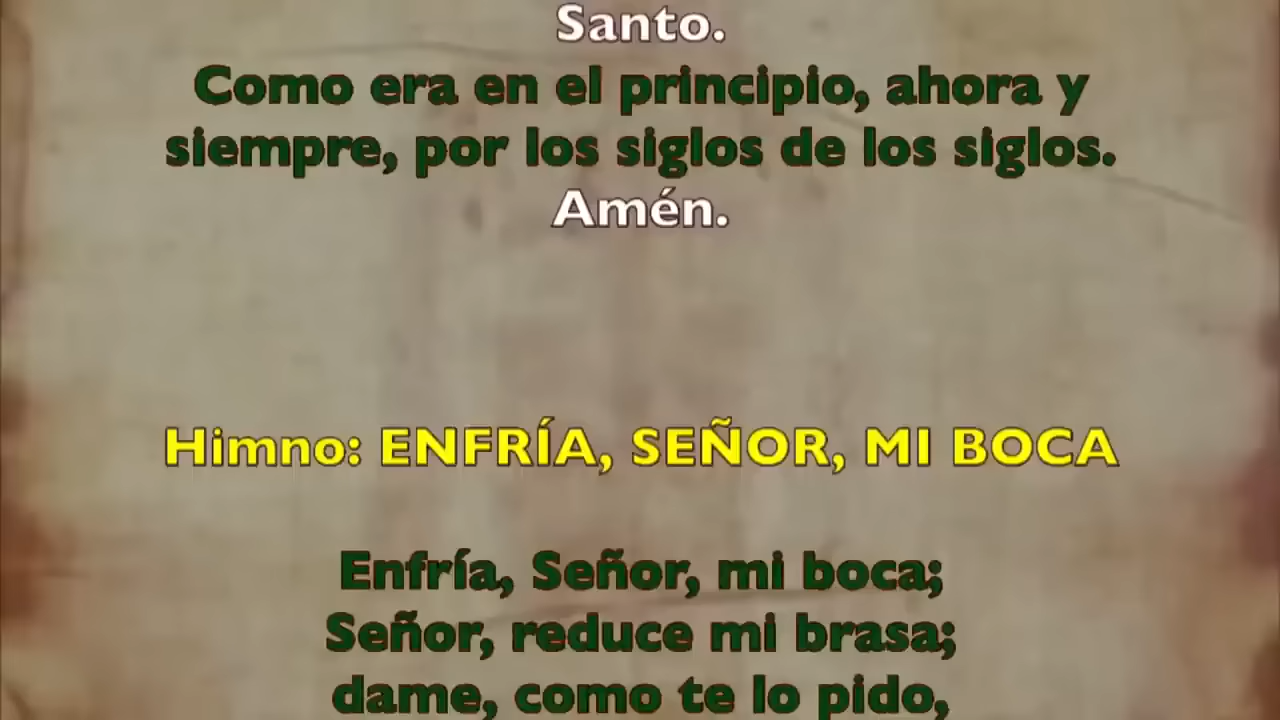 Santo.
Como era en el principio, ahora y
siempre, por los siglos de los siglos.
Amén.
Himno: ENFRÍA, SEÑOR, MI BOCA
Enfría, Señor, mi boca;
Señor, reduce mi brasa;
dame, como te lo pido,